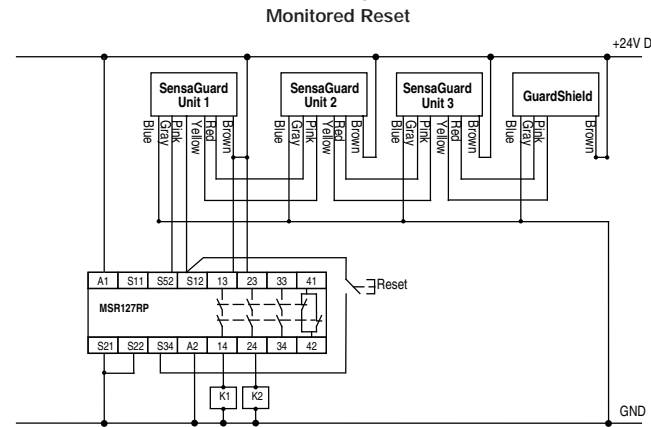 Monitored Reset
+24V D
SensaGuard
Unit 1
SensaGuard
Unit 2
SensaGuard
Unit 3
GuardShield
Blue
Gray
Pink
Yellow
Red
Brown
Blue
Gray
Pink
Yellow
Red
Brown
Blue
Gray
Pink
Yellow
Red
Brown
Blue
Gray
Pink
Brown
A1 S11 S52 S12 13 23 33 41
Reset
MSR127RP
S21 S22 S34 A2 14 24 34 42
K1 K2
GND